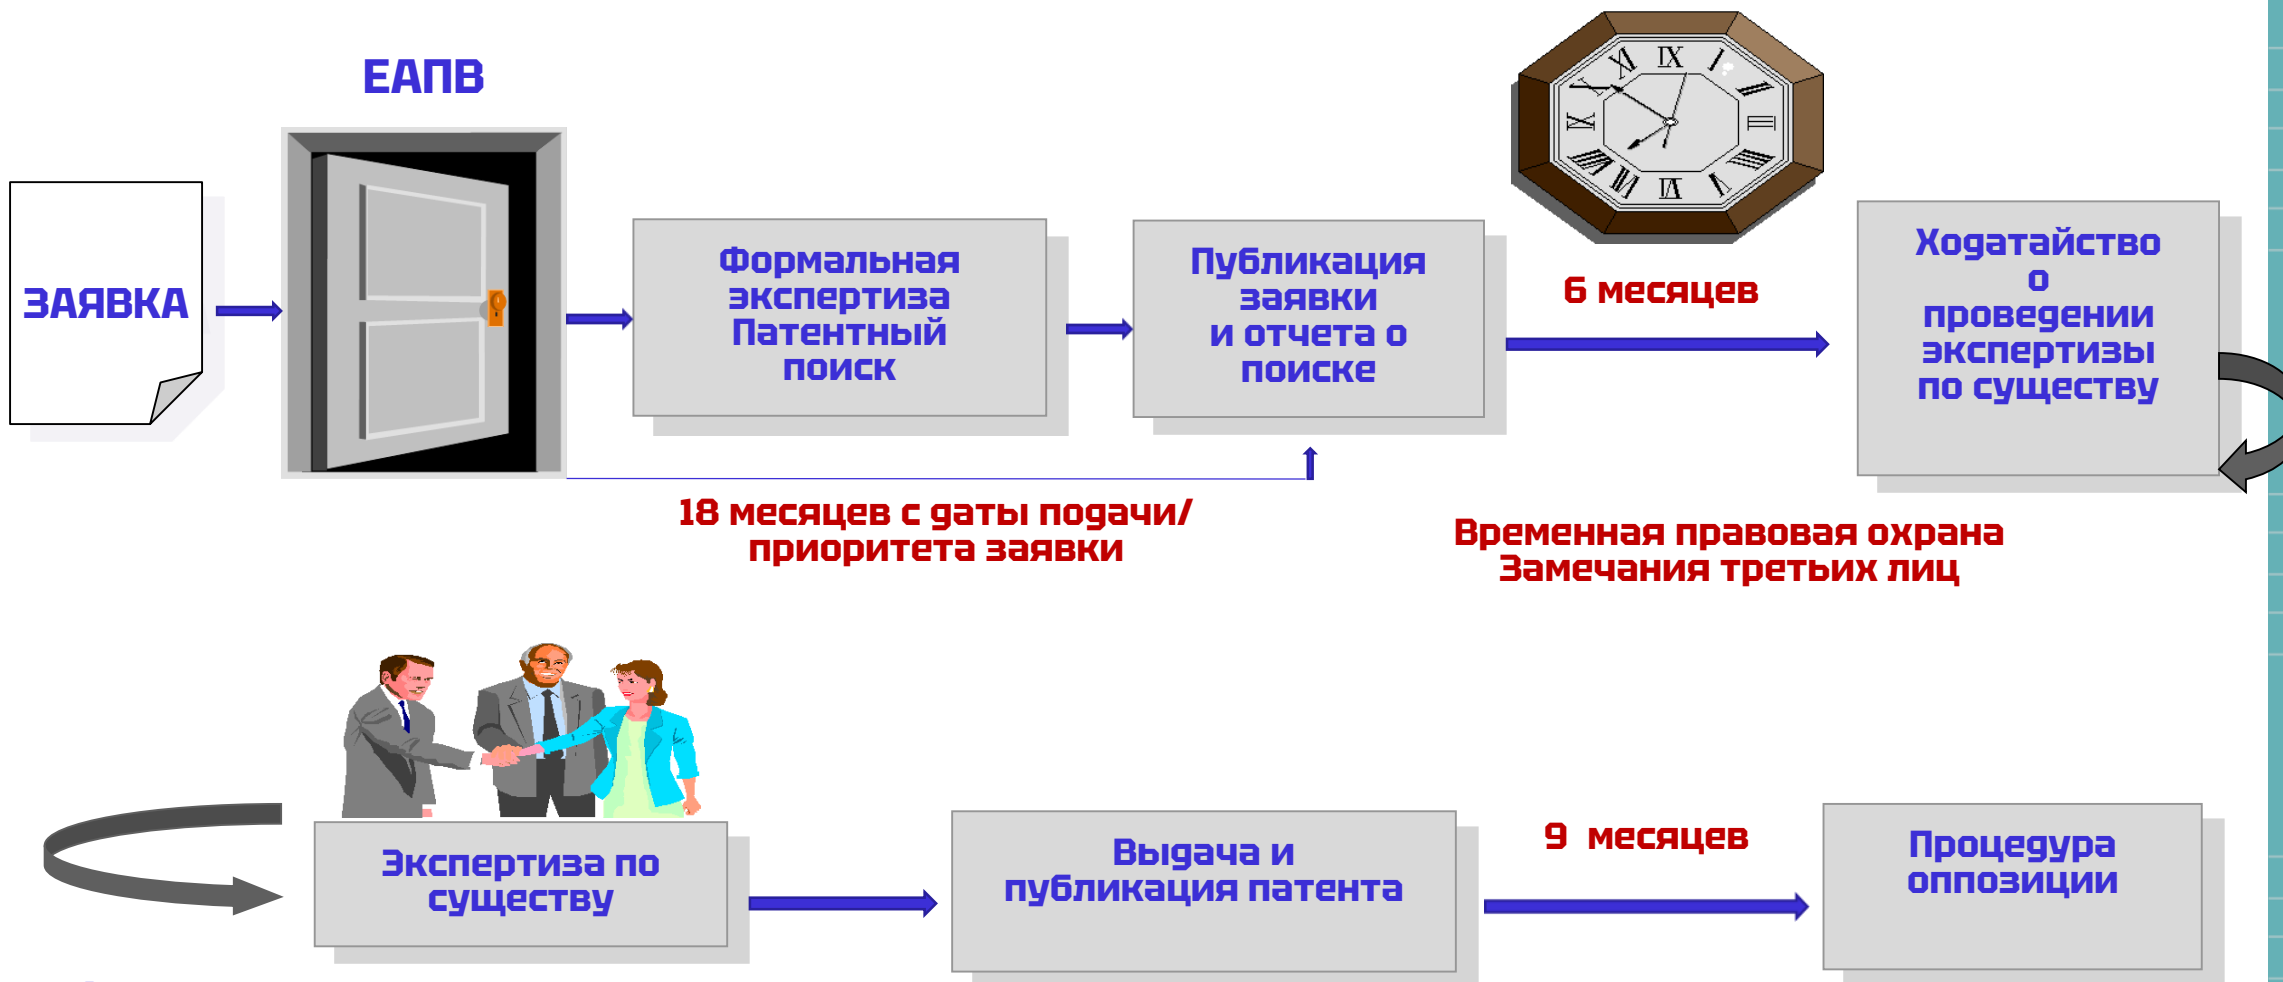 ЕАПВ
ЗАЯВКА
Формальная
экспертиза
Патентный
поиск
Публикация
заявки
и отчета о
поиске
6 месяцев
Ходатайство
о
проведении
экспертизы
по существу
18 месяцев с даты подачи/
приоритета заявки
Временная правовая охрана
Замечания третьих лиц
Экспертиза по
существу
Выдача и
публикация патента
9 месяцев
Процедура
оппозиции